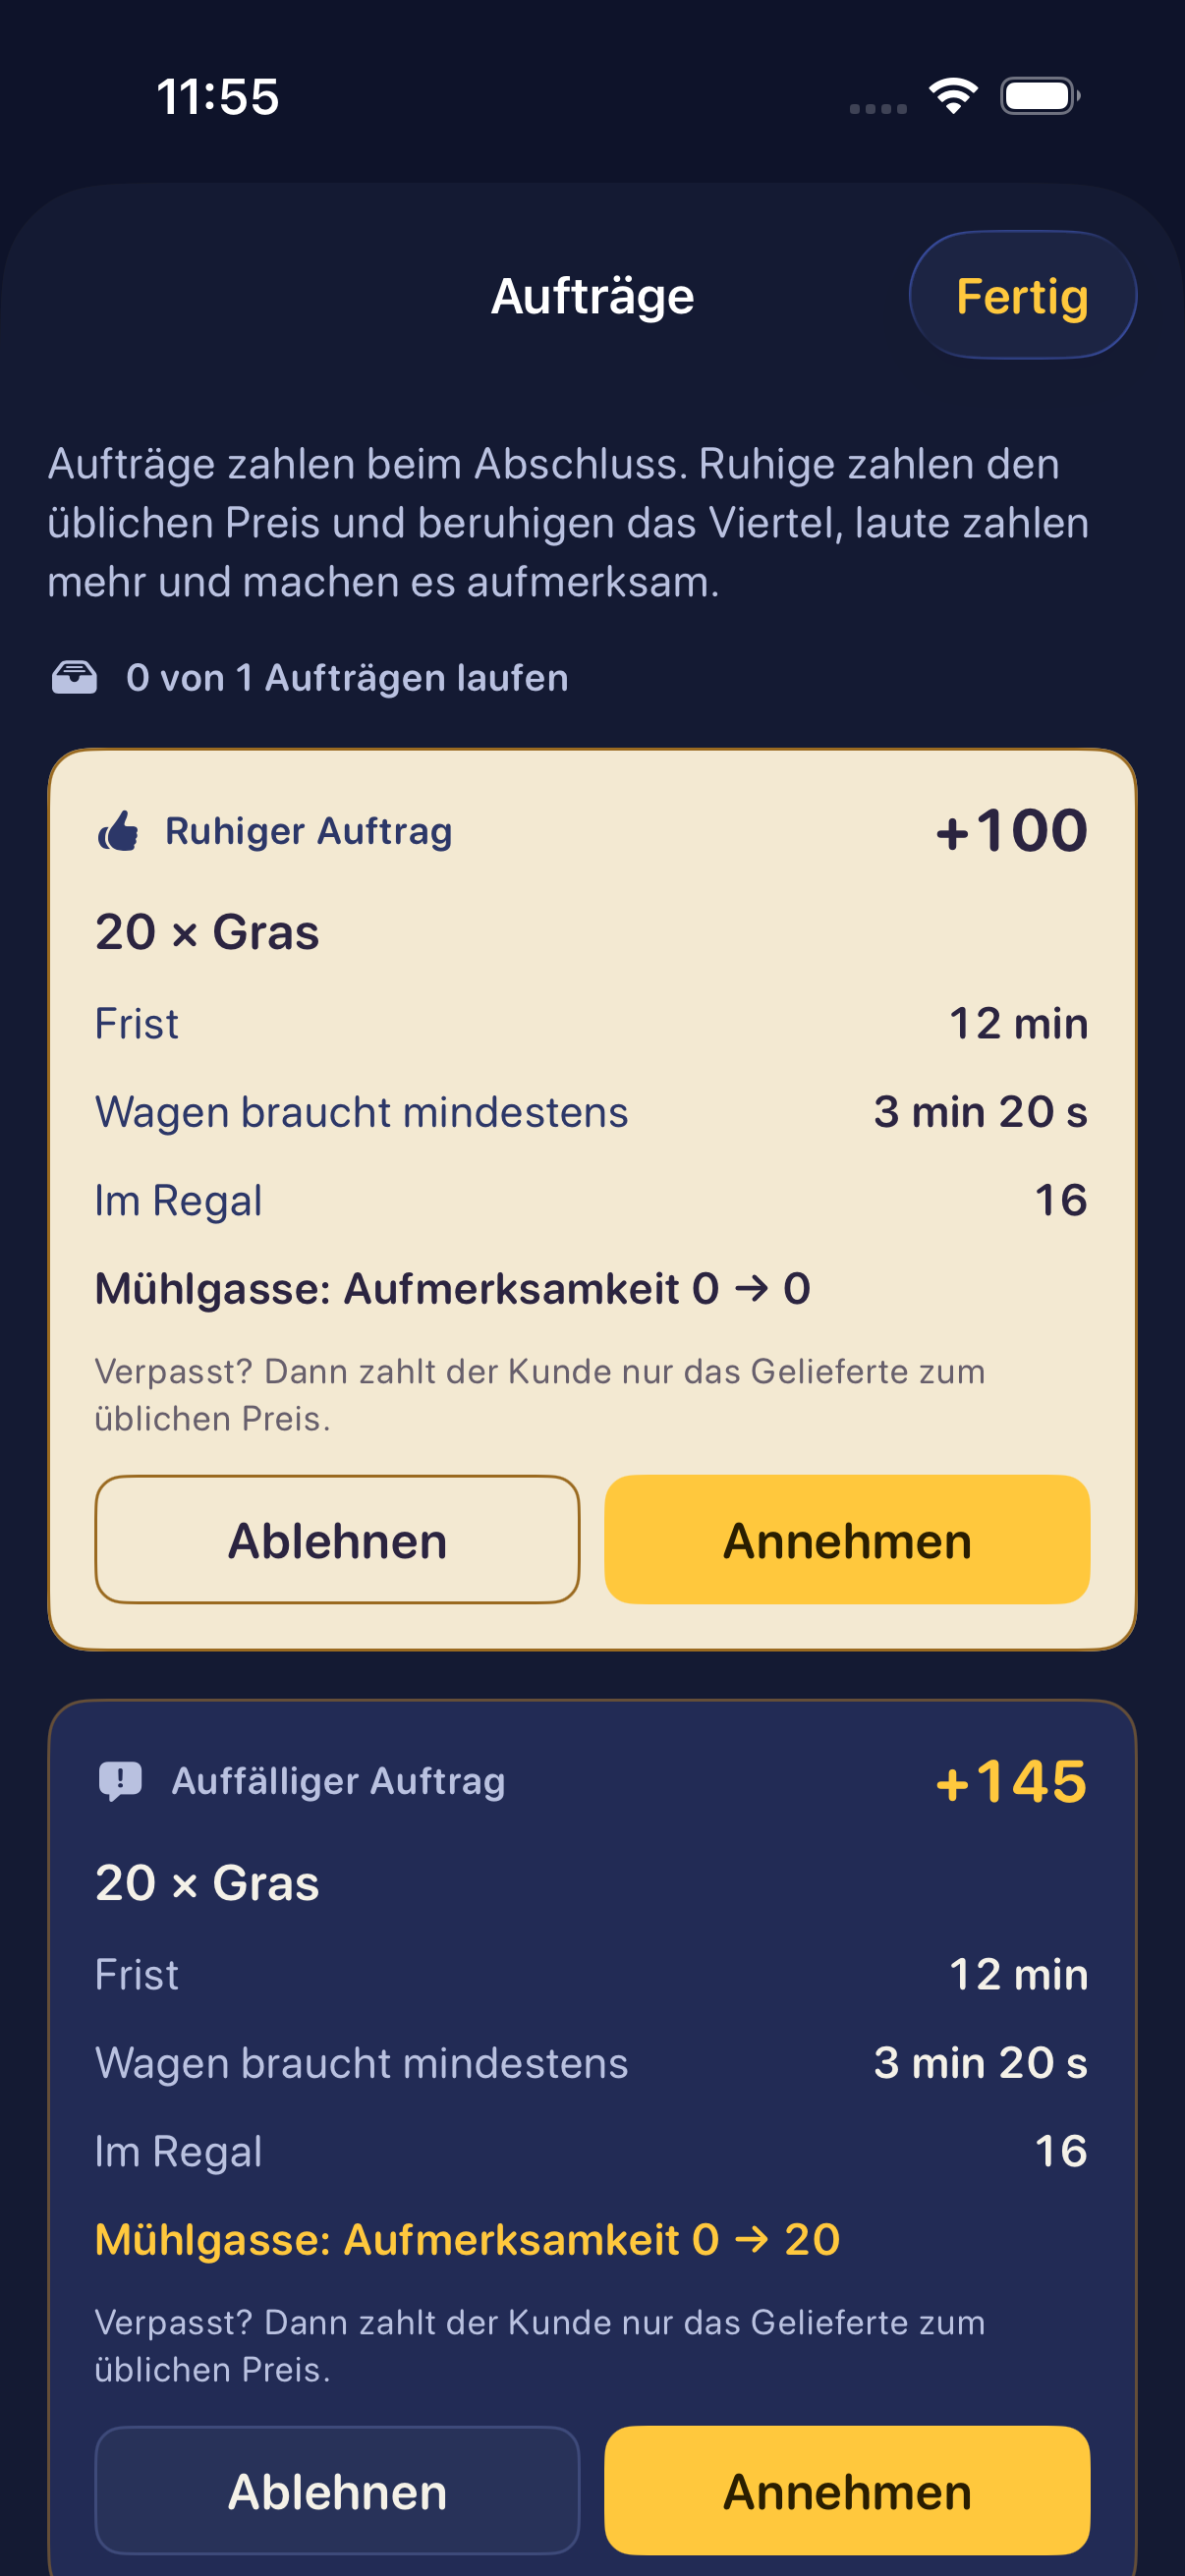 11:55
Aufträge
Fertig
Aufträge zahlen beim Abschluss. Ruhige zahlen den
üblichen Preis und beruhigen das Viertel, laute zahlen
mehr und machen es aufmerksam.
0 von 1 Aufträgen laufen
Ruhiger Auftrag +100
20 × Gras
Frist 12 min
Wagen braucht mindestens 3 min 20 s
Im Regal 16
Mühlgasse: Aufmerksamkeit 0 → 0
Verpasst? Dann zahlt der Kunde nur das Gelieferte zum
üblichen Preis.
Ablehnen Annehmen
Auffälliger Auftrag +145
20 × Gras
Frist 12 min
Wagen braucht mindestens 3 min 20 s
Im Regal 16
Mühlgasse: Aufmerksamkeit 0 → 20
Verpasst? Dann zahlt der Kunde nur das Gelieferte zum
üblichen Preis.
Ablehnen Annehmen